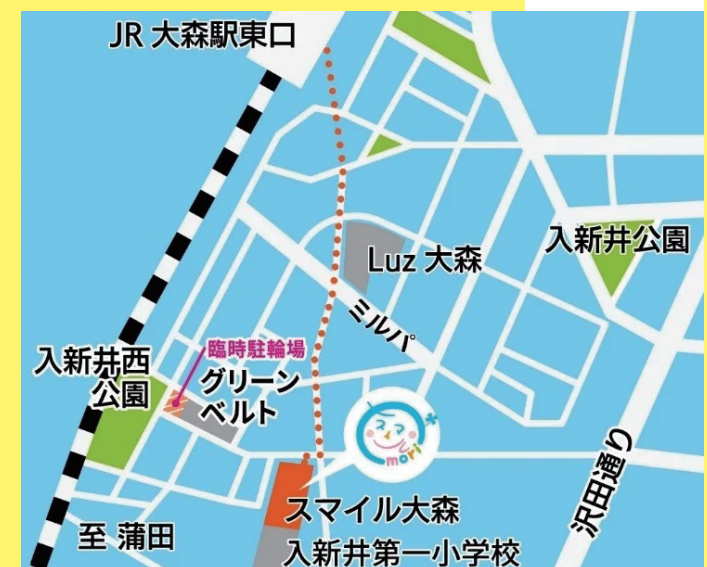 JR 大森駅東口
Luz 大森
入新井公園
ミルパ
臨時駐輪場
入新井西
公園
グリーン
ベルト
スマイル
mori
沢田通り
スマイル大森
至 蒲田
入新井第一小学校